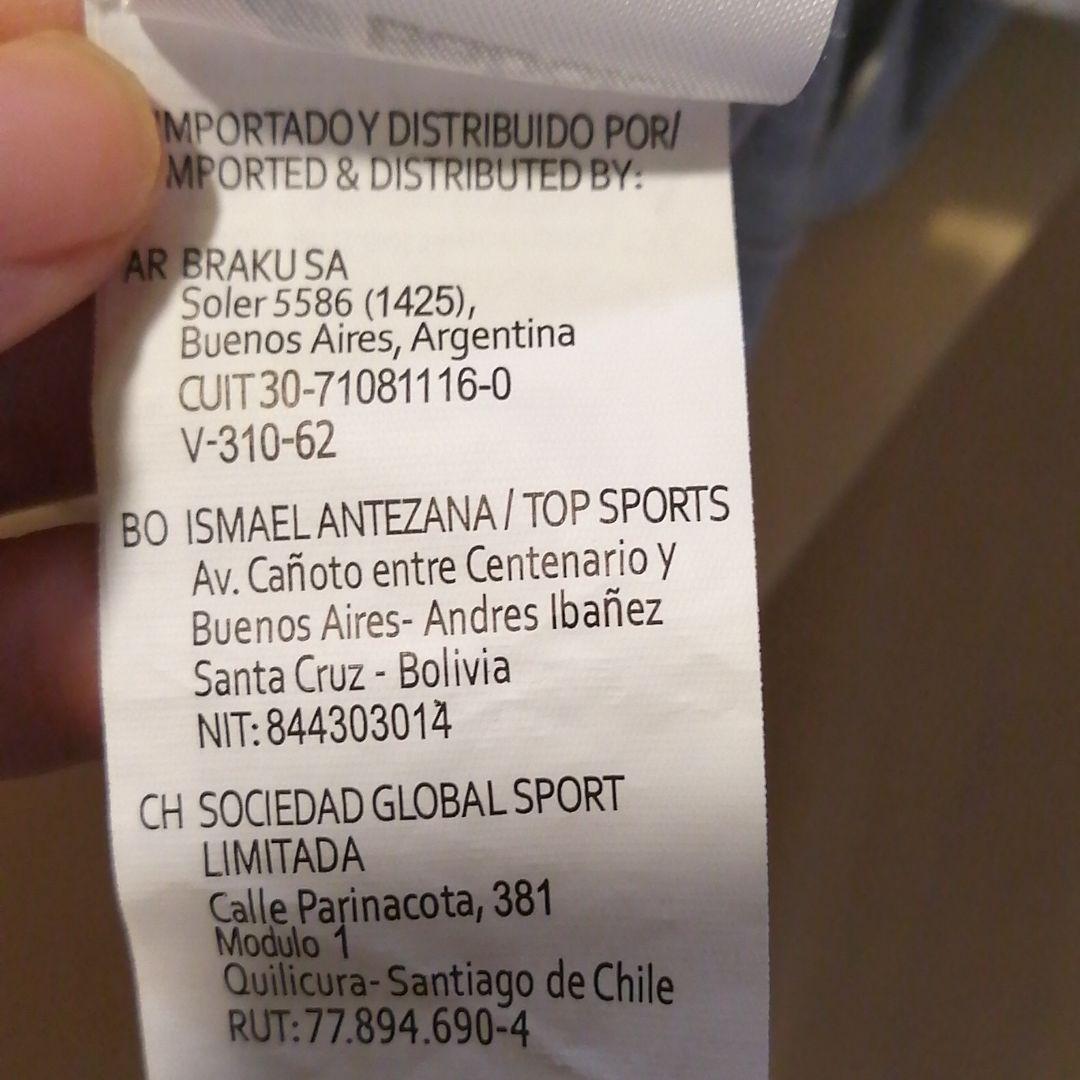 IMPORTADO Y DISTRIBUIDO POR/
IMPORTED & DISTRIBUTED BY:
AR BRAKU SA
Soler 5586 (1425),
Buenos Aires, Argentina
CUIT 30-71081116-0
V-310-62
BO ISMAEL ANTEZANA / TOP SPORTS
Av. Cañoto entre Centenario y
Buenos Aires- Andres Ibañez
Santa Cruz - Bolivia
NIT: 844303014
CH SOCIEDAD GLOBAL SPORT
LIMITADA
Calle Parinacota, 381
Modulo 1
Quilicura- Santiago de Chile
RUT: 77.894.690-4